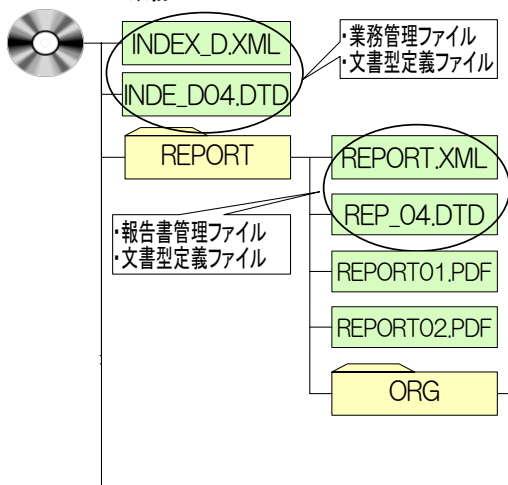 INDEX_D.XML
・業務管理ファイル
・文書型定義ファイル
INDE_D04.DTD
REPORT
REPORT.XML
REP_04.DTD
・報告書管理ファイル
・文書型定義ファイル
REPORT01.PDF
REPORT02.PDF
ORG